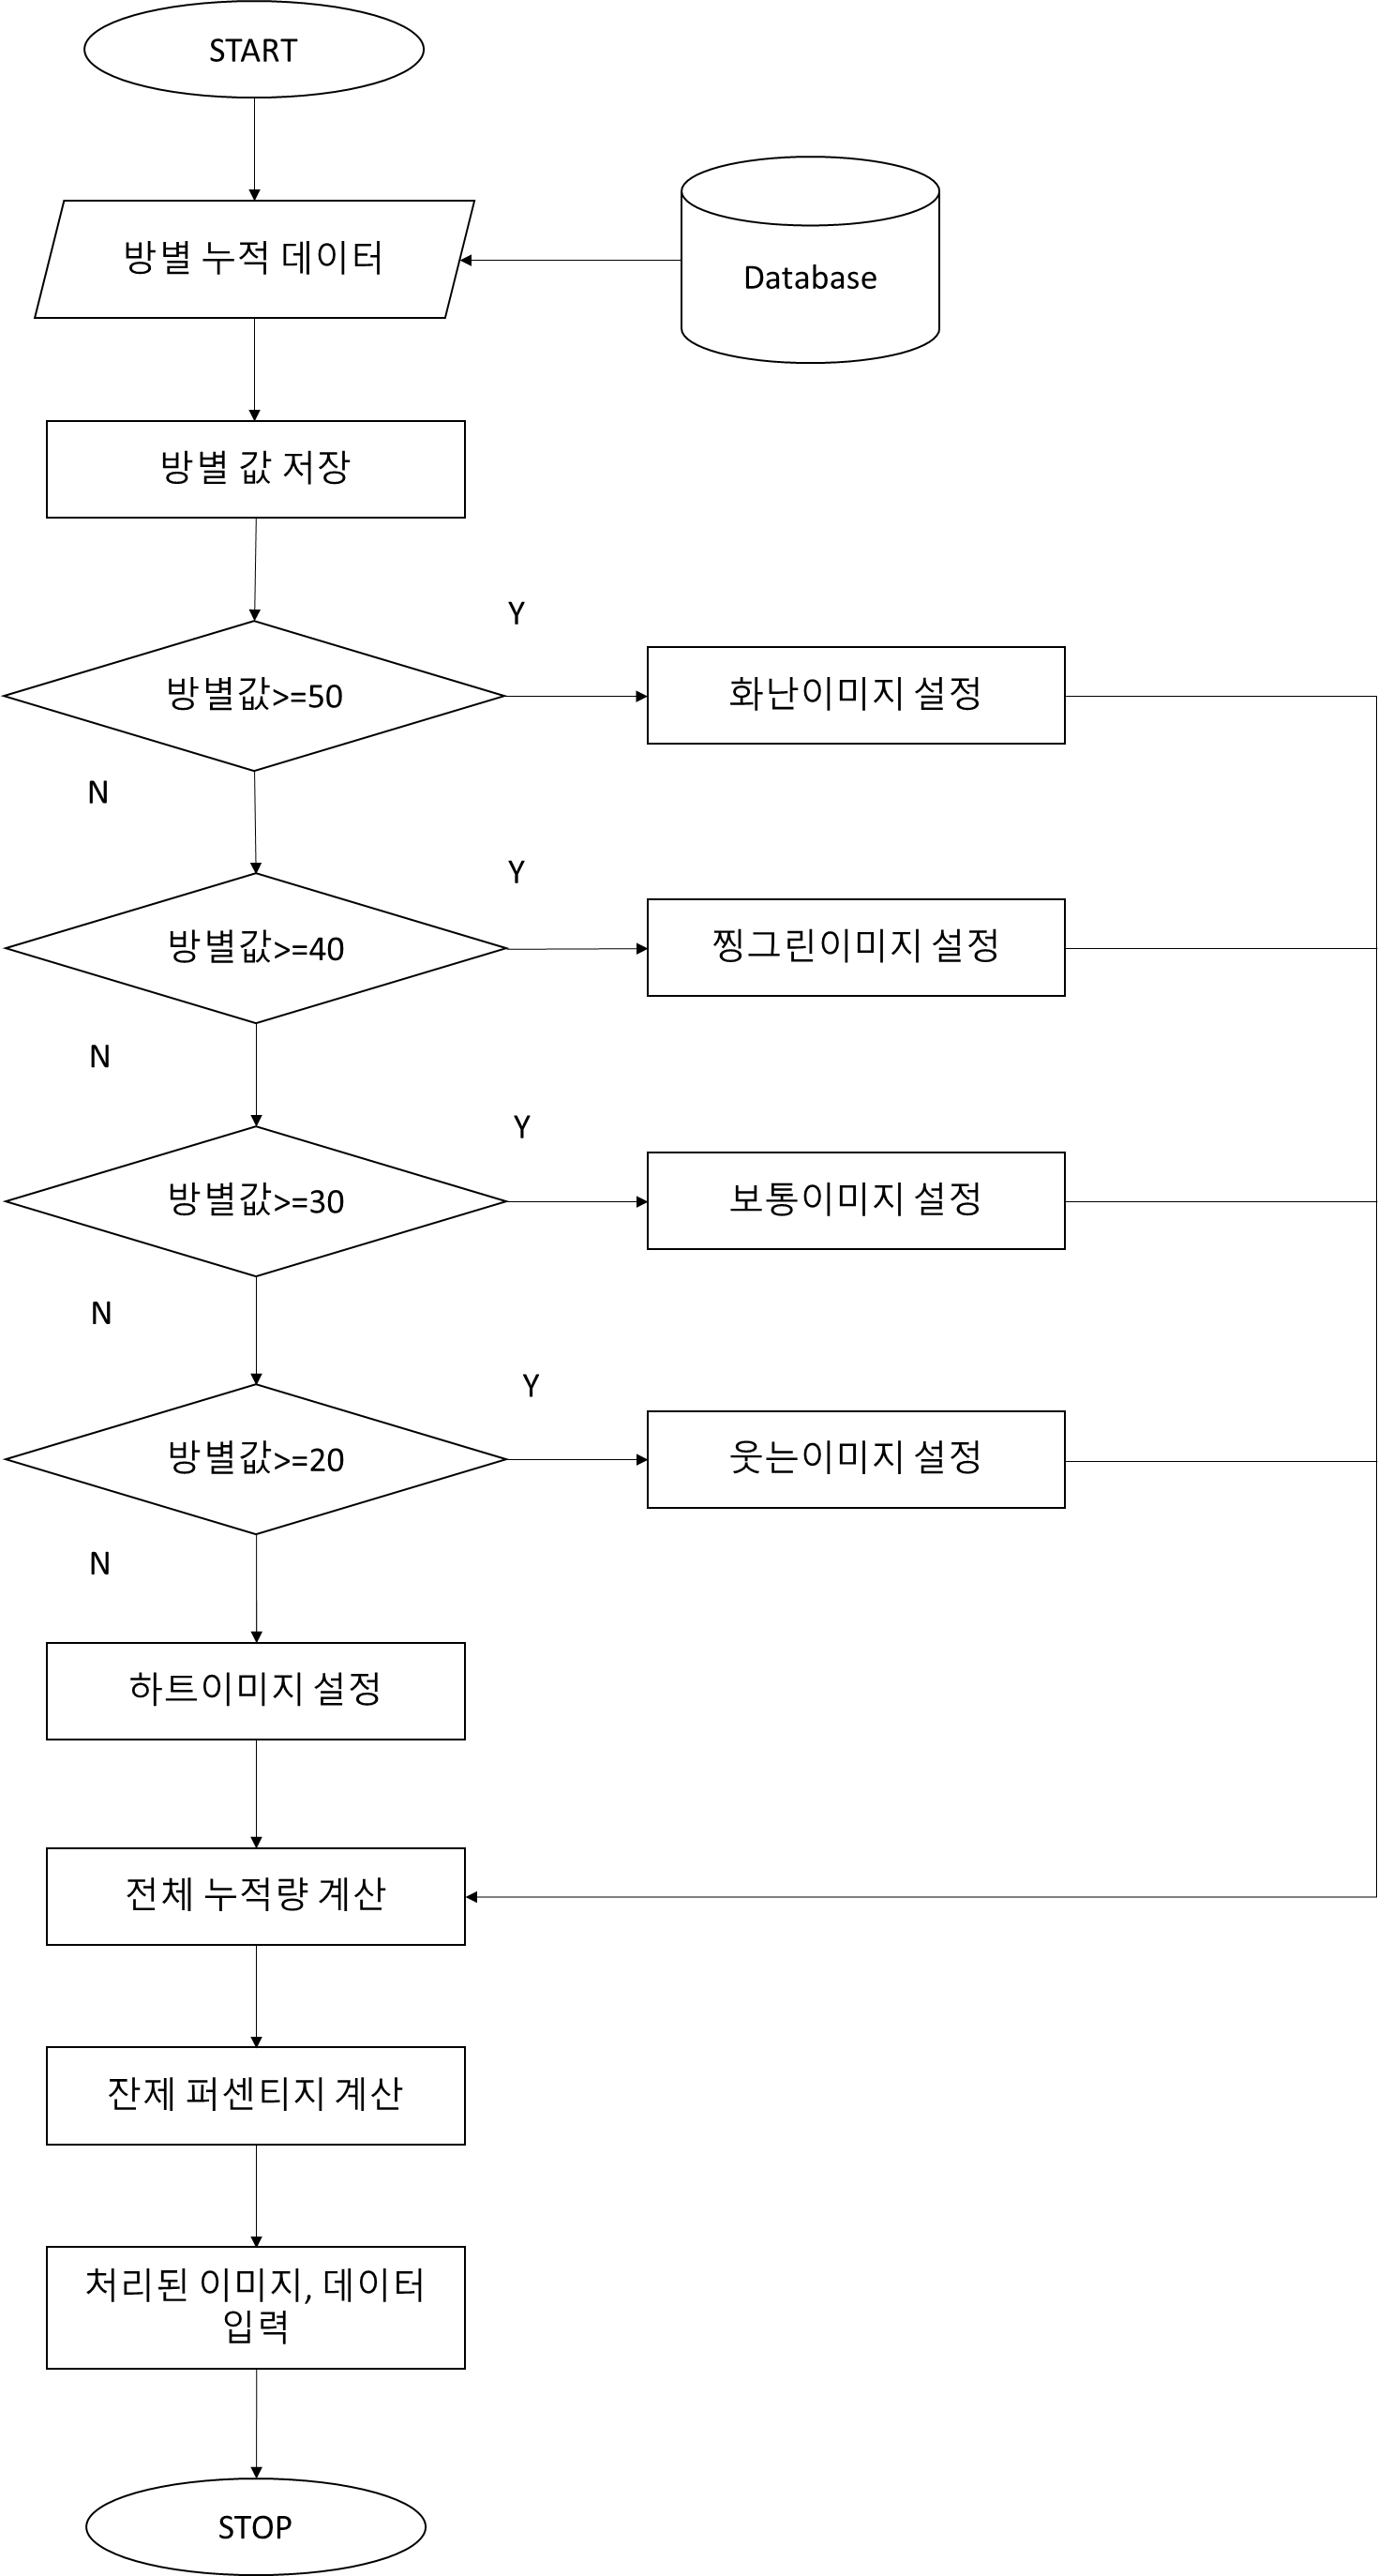 START
방별 누적 데이터
Database
방별 값 저장
Y
방별값>=50
화난이미지 설정
N
Y
방별값>=40
찡그린이미지 설정
N
Y
방별값>=30
보통이미지 설정
N
Y
방별값>=20
웃는이미지 설정
N
하트이미지 설정
전체 누적량 계산
잔제 퍼센티지 계산
처리된 이미지, 데이터
입력
STOP